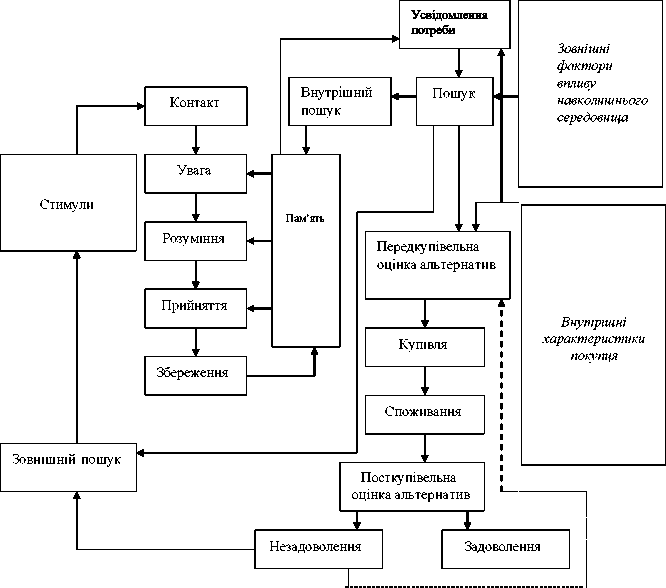 Усвідомлення
потреби
Зовнішні
фактори
впливу
навколишнього
середовища
Контакт
Внутрішній
пошук
Пошук
Увага
Стимули
Пам'ять
Розуміння
Передкупівельна
оцінка альтернатив
Прийняття
Внутрішні
характеристики
покупця
Купівля
Збереження
Споживання
Зовнишній пошук
Посткупівельна
оцінка альтернатив
Незадоволення
Задоволення